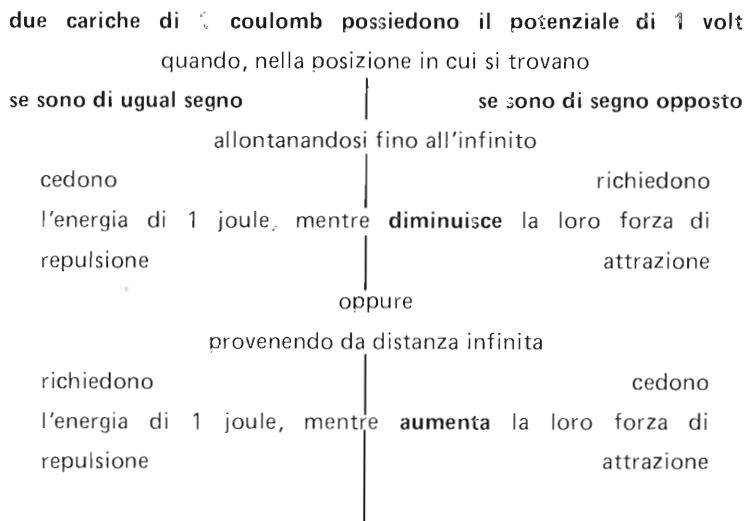 due cariche di 1 coulomb possiedono il potenziale di 1 volt
quando, nella posizione in cui si trovano
se sono di ugual segno se sono di segno opposto
allontanandosi fino all'infinito
cedono richiedono
l'energia di 1 joule, mentre diminuisce la loro forza di
repulsione attrazione
oppure
provenendo da distanza infinita
richiedono cedono
l'energia di 1 joule, mentre aumenta la loro forza di
repulsione attrazione